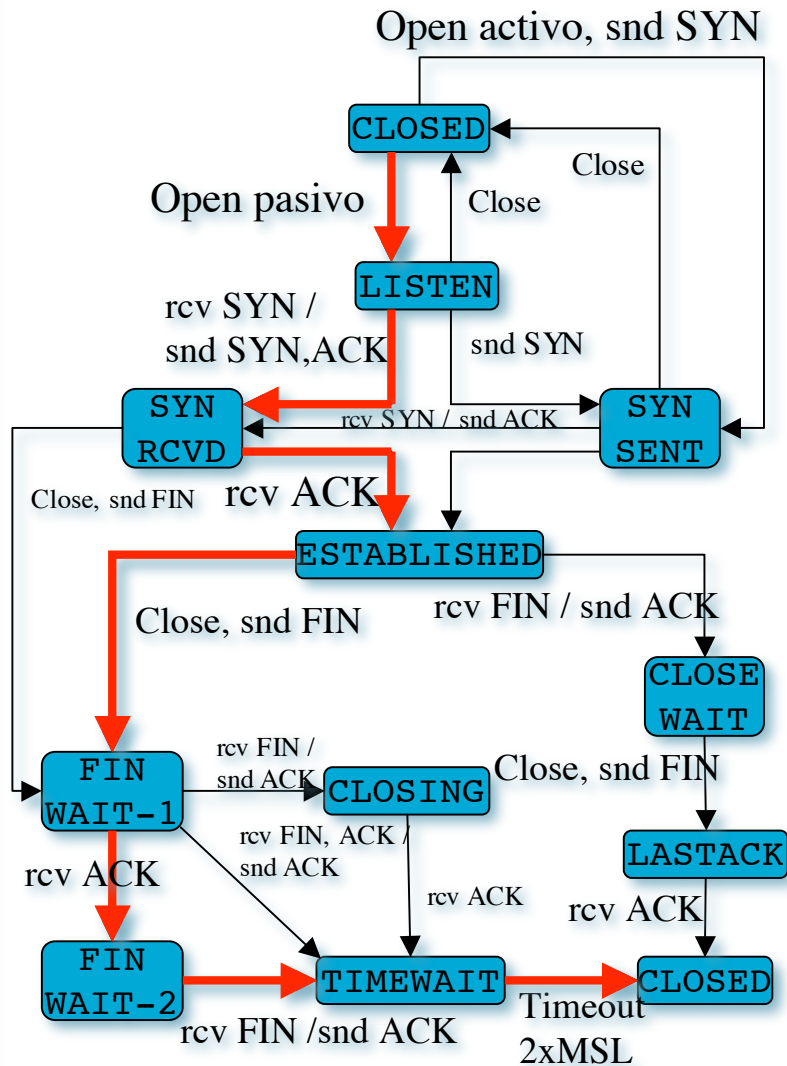 Open activo, snd SYN
CLOSED
Close
Open pasivo
Close
LISTEN
rcv SYN /
snd SYN,ACK
snd SYN
SYN
RCVD
rcv SYN / snd ACK
SYN
SENT
rcv ACK
Close, snd FIN
ESTABLISHED
Close, snd FIN
rcv FIN / snd ACK
CLOSE
WAIT
FIN
WAIT-1
rcv FIN /
snd ACK
CLOSING
Close, snd FIN
rcv FIN, ACK /
snd ACK
LASTACK
rcv ACK
rcv ACK
rcv ACK
FIN
WAIT-2
TIMEWAIT
CLOSED
rcv FIN /snd ACK
Timeout
2xMSL